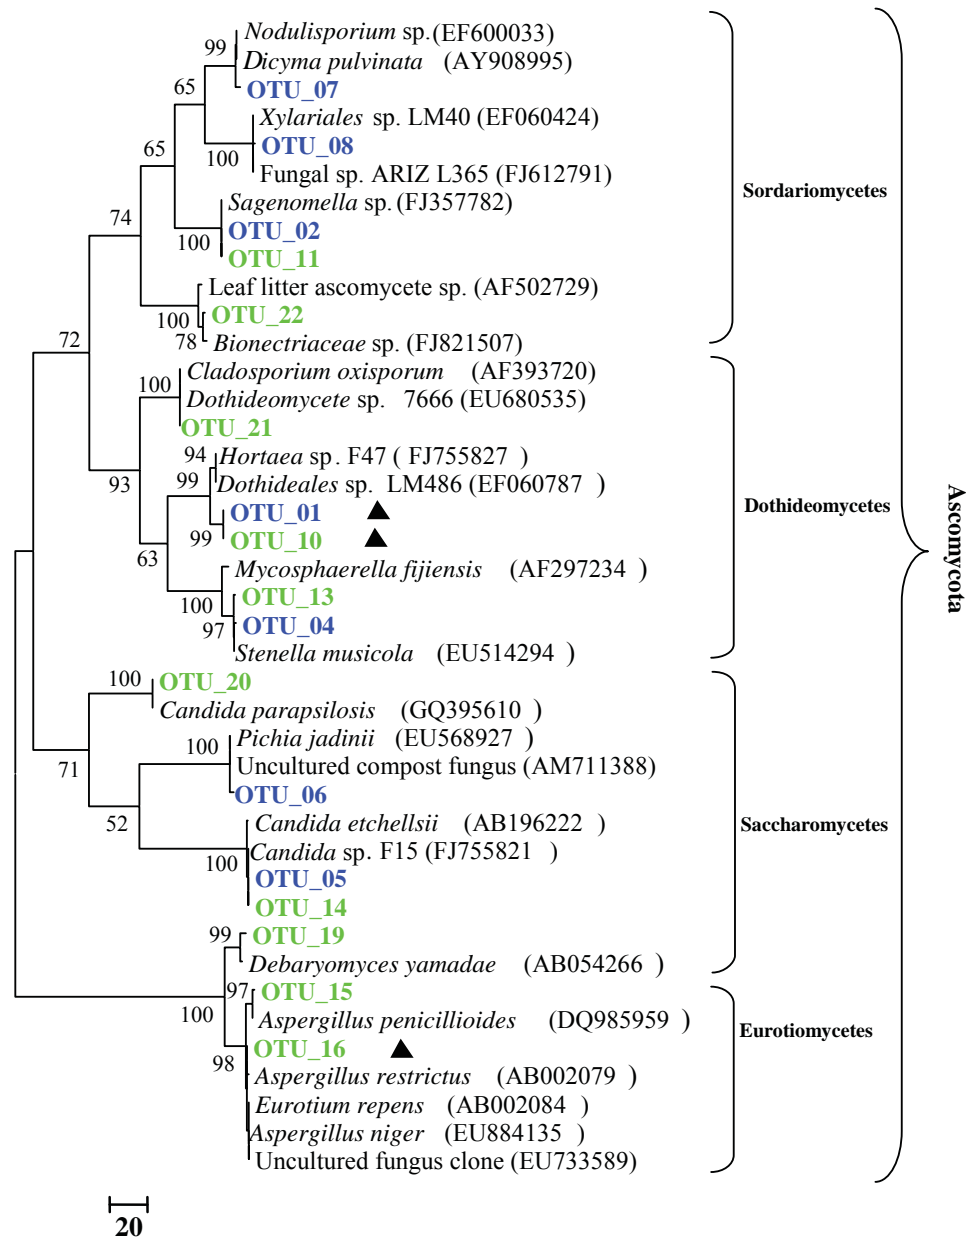 Nodulisporium sp. (EF600033)
99
Dicyma pulvinata (AY908995)
65
OTU_07
Xylariales sp. LM40 (EF060424)
65
OTU_08
100
Fungal sp. ARIZ L365 (FJ612791)
Sordariomycetes
Sagenomella sp. (FJ357782)
74
OTU_02
100
OTU_11
Leaf litter ascomycete sp. (AF502729)
100
OTU_22
72
78
Bionectriaceae sp. (FJ821507)
Cladosporium oxisporum (AF393720)
100
Dothideomycete sp. 7666 (EU680535)
OTU_21
94
Hortaea sp. F47 ( FJ755827 )
93
99
Dothideales sp. LM486 (EF060787 )
Dothideomycetes
OTU_01 ▲
99
OTU_10 ▲
63
Mycosphaerella fijiensis (AF297234 )
100
OTU_13
97
OTU_04
Stenella musicola (EU514294 )
Ascomycota
100
OTU_20
Candida parapsilosis (GQ395610 )
Pichia jadinii (EU568927 )
100
71
Uncultured compost fungus (AM711388)
OTU_06
52
Candida etchellsii (AB196222 )
Saccharomycetes
Candida sp. F15 (FJ755821 )
100
OTU_05
OTU_14
99
OTU_19
Debaryomyces yamadae (AB054266 )
97
OTU_15
100
Aspergillus penicillioides (DQ985959 )
Eurotiomycetes
OTU_16 ▲
98
Aspergillus restrictus (AB002079 )
Eurotium repens (AB002084 )
Aspergillus niger (EU884135 )
Uncultured fungus clone (EU733589)
20